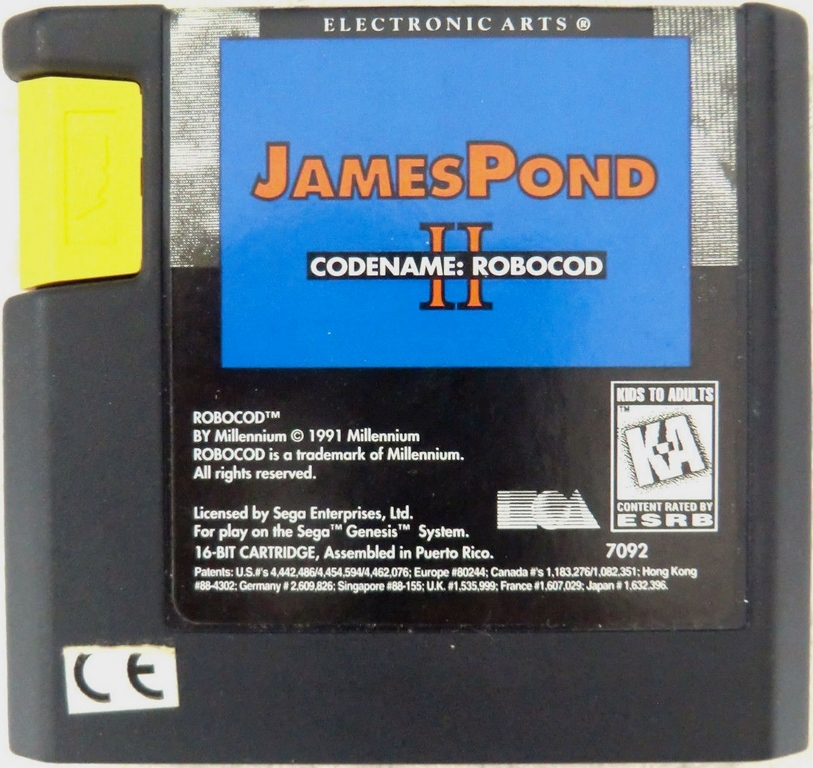 ELECTRONIC ARTS ®
JAMESPOND
II
CODENAME: ROBOCOD
KIDS TO ADULTS
TM
K-A
CONTENT RATED BY
ESRB
ROBOCOD™
BY Millennium © 1991 Millennium
ROBOCOD is a trademark of Millennium.
All rights reserved.
EA
Licensed by Sega Enterprises, Ltd.
For play on the Sega™ Genesis™ System.
16-BIT CARTRIDGE, Assembled in Puerto Rico.
7092
Patents: U.S.#'s 4,442,486/4,454,594/4,462,076; Europe #80244; Canada #'s 1,183,276/1,082,351; Hong Kong
#88-4302; Germany # 2,609,826; Singapore #88-155; U.K. #1,535,999; France #1,607,029; Japan # 1,632,396.
CE